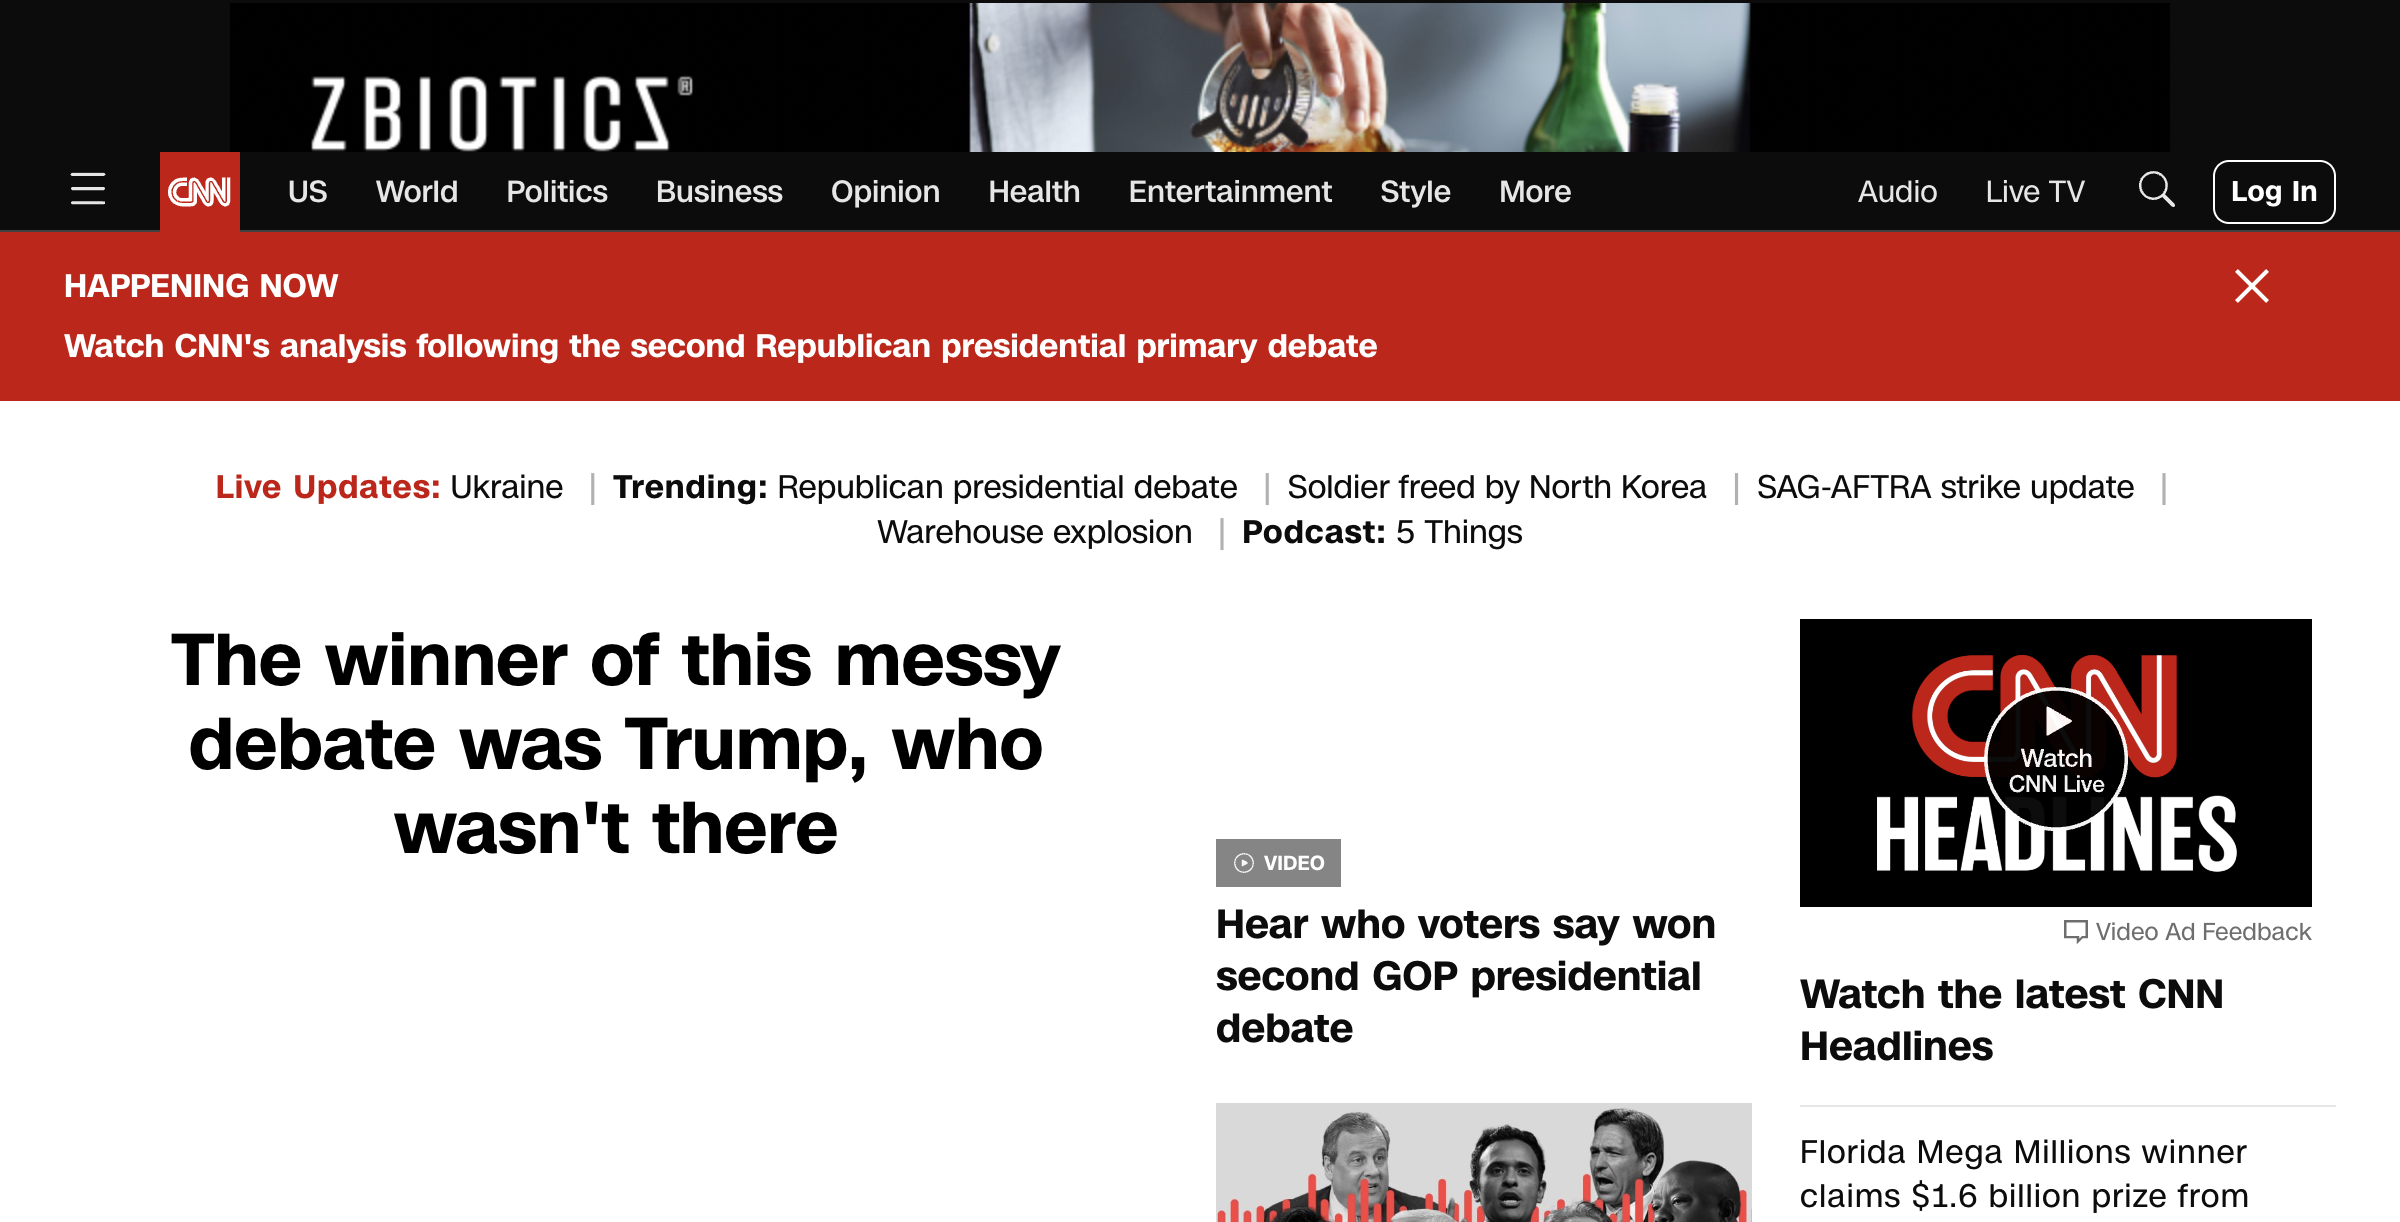 ZBIOTICS®
CNN US World Politics Business Opinion Health Entertainment Style More Audio Live TV Log In
HAPPENING NOW
Watch CNN's analysis following the second Republican presidential primary debate
Live Updates: Ukraine | Trending: Republican presidential debate | Soldier freed by North Korea | SAG-AFTRA strike update |
Warehouse explosion | Podcast: 5 Things
The winner of this messy
debate was Trump, who
wasn't there
VIDEO
Hear who voters say won
second GOP presidential
debate
CNN
Watch
CNN Live
HEADLINES
Video Ad Feedback
Watch the latest CNN
Headlines
Florida Mega Millions winner
claims $1.6 billion prize from